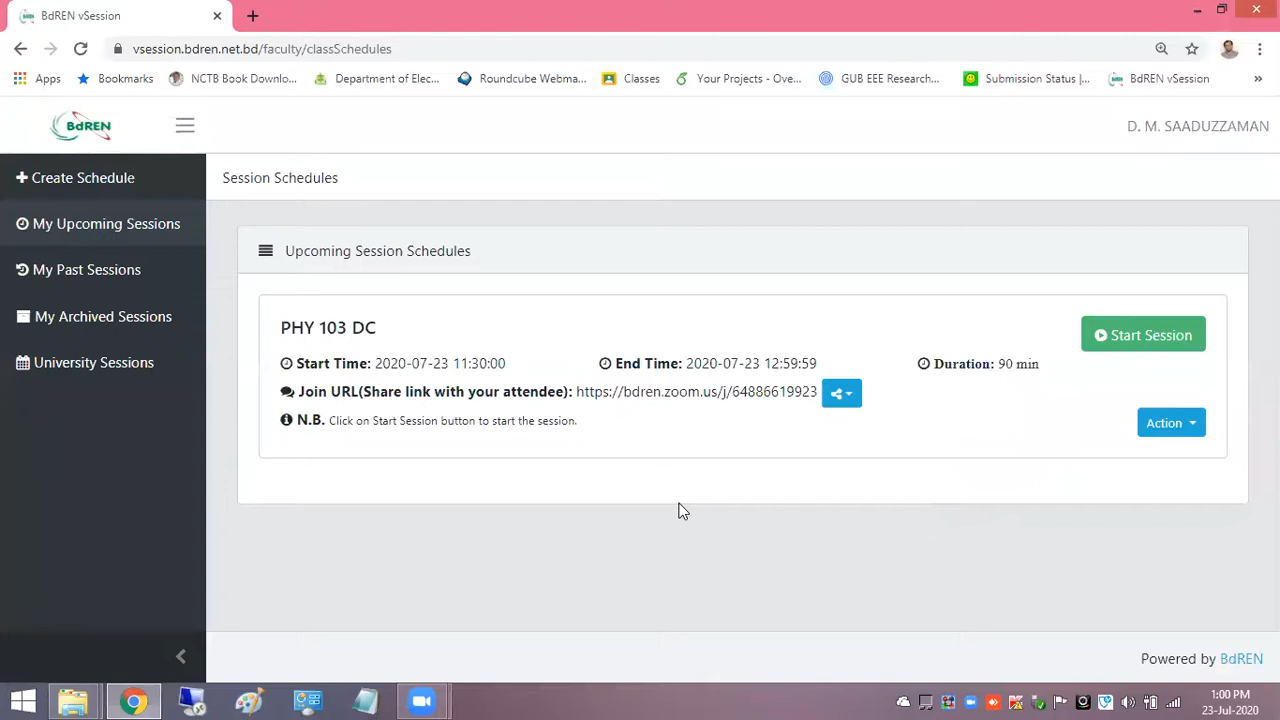 BdREN vSession
vsession.bdren.net.bd/faculty/classSchedules
Apps Bookmarks NCTB Book Downlo... Department of Elec... Roundcube Webma... Classes Your Projects - Ove... GUB EEE Research... Submission Status |... BdREN vSession »
BdREN
D. M. SAADUZZAMAN
Create Schedule
Session Schedules
My Upcoming Sessions
Upcoming Session Schedules
My Past Sessions
My Archived Sessions
University Sessions
PHY 103 DC
Start Session
Start Time: 2020-07-23 11:30:00 End Time: 2020-07-23 12:59:59 Duration: 90 min
Join URL(Share link with your attendee): https://bdren.zoom.us/j/64886619923
N.B. Click on Start Session button to start the session.
Action
Powered by BdREN
1:00 PM
23-Jul-2020